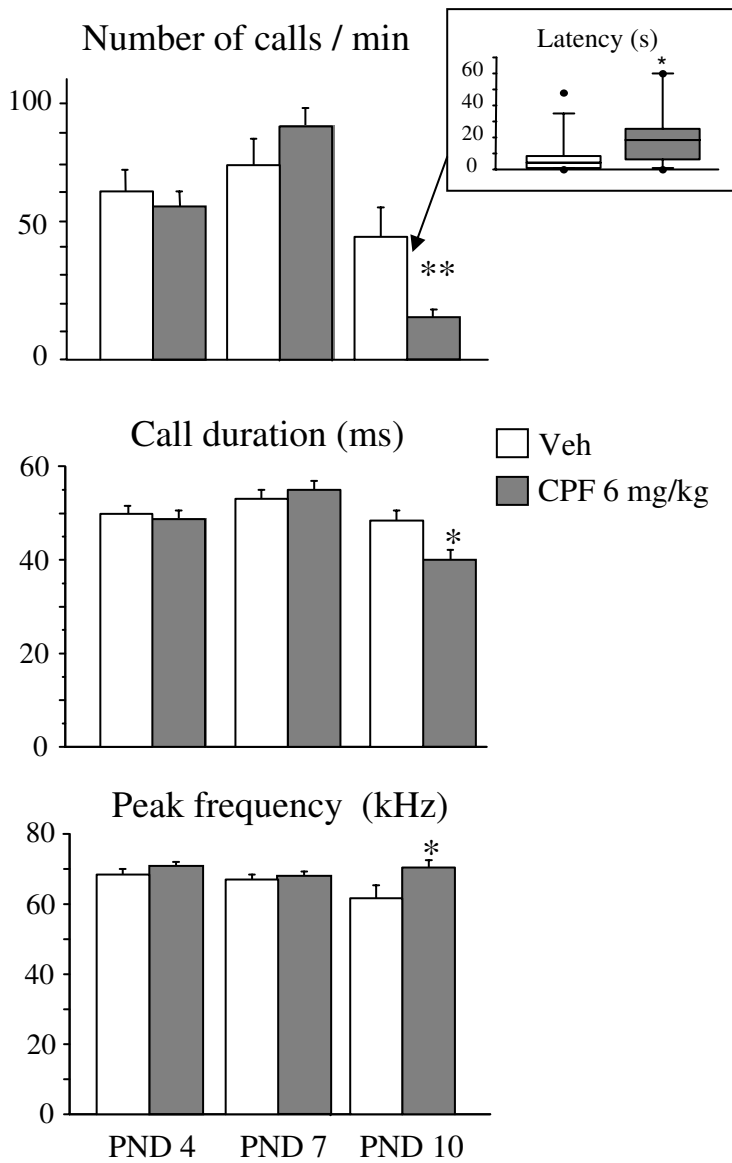 Number of calls / min
Latency (s)
60
*
40
20
0
100
50
**
0
Call duration (ms)
Veh
CPF 6 mg/kg
60
*
40
20
0
Peak frequency (kHz)
80
*
60
40
20
0
PND 4 PND 7 PND 10